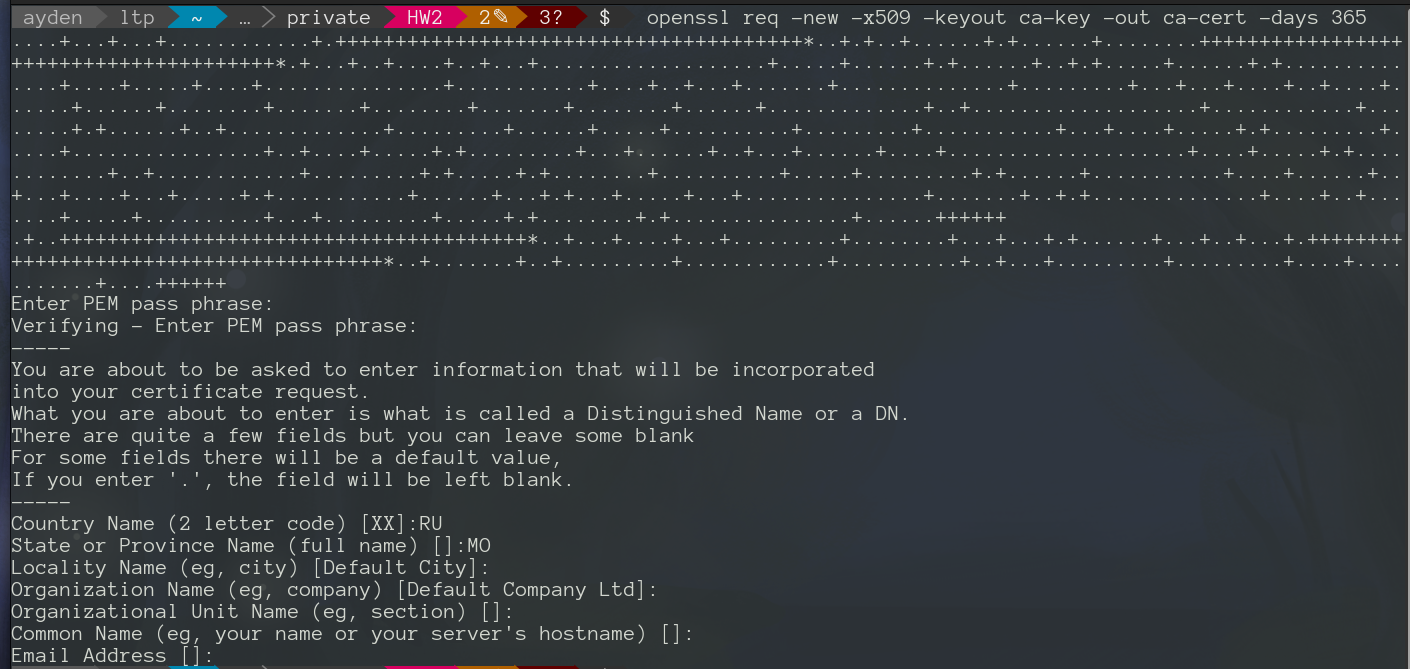 ayden ltp ~ … private HW2 2✎ 3? $ openssl req -new -x509 -keyout ca-key -out ca-cert -days 365
Enter PEM pass phrase:
Verifying - Enter PEM pass phrase:
-----
You are about to be asked to enter information that will be incorporated
into your certificate request.
What you are about to enter is what is called a Distinguished Name or a DN.
There are quite a few fields but you can leave some blank
For some fields there will be a default value,
If you enter '.', the field will be left blank.
-----
Country Name (2 letter code) [XX]:RU
State or Province Name (full name) []:MO
Locality Name (eg, city) [Default City]:
Organization Name (eg, company) [Default Company Ltd]:
Organizational Unit Name (eg, section) []:
Common Name (eg, your name or your server's hostname) []:
Email Address []: